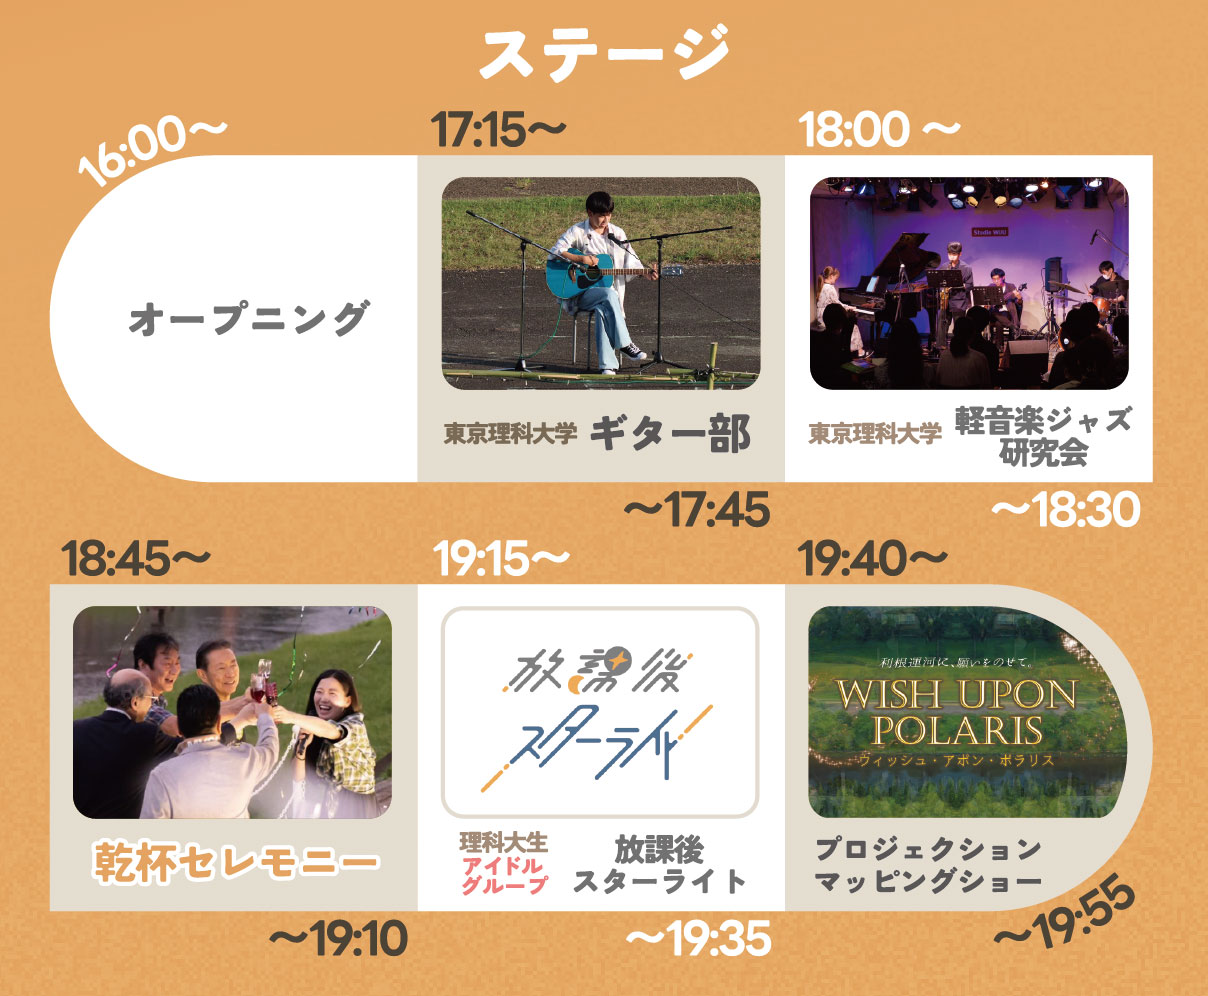 ステージ
16:00〜
オープニング
17:15〜
東京理科大学 ギター部
〜17:45
18:00 〜
Studio WUU
東京理科大学 軽音楽ジャズ
研究会
〜18:30
18:45〜
乾杯セレモニー
〜19:10
19:15〜
放課後
スターライト
理科大生
アイドル
グループ
放課後
スターライト
〜19:35
19:40〜
利根運河に、願いをのせて。
WISH UPON
POLARIS
ウィッシュ・アポン・ポラリス
プロジェクション
マッピングショー
〜19:55